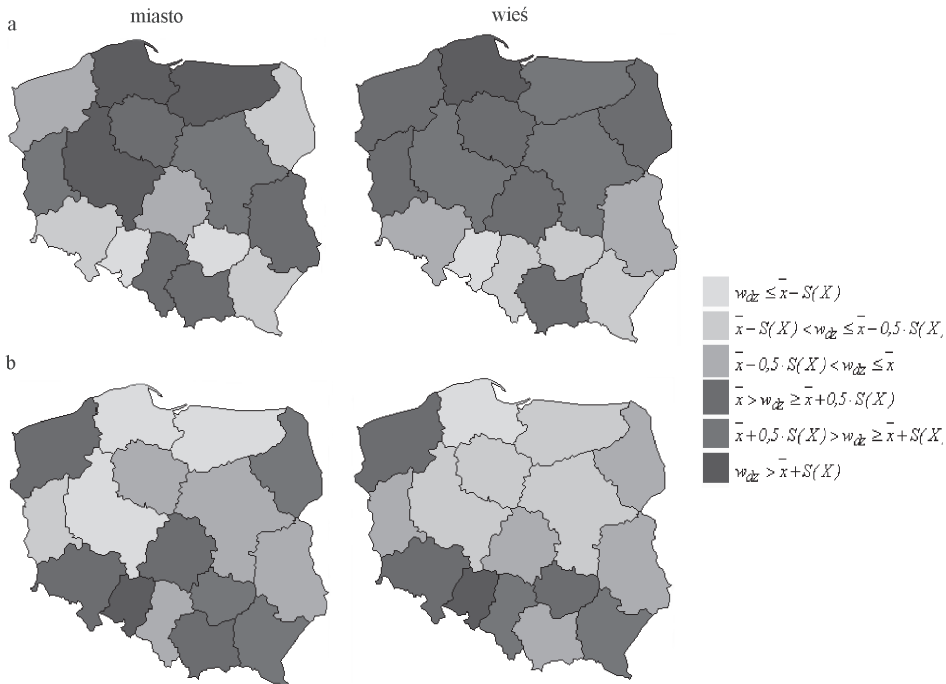 miasto wieś
a
w_dz ≤ x̄ − S(X)
x̄ − S(X) < w_dz ≤ x̄ − 0,5 · S(X)
x̄ − 0,5 · S(X) < w_dz ≤ x̄
x̄ > w_dz ≥ x̄ + 0,5 · S(X)
x̄ + 0,5 · S(X) > w_dz ≥ x̄ + S(X)
w_dz > x̄ + S(X)
b